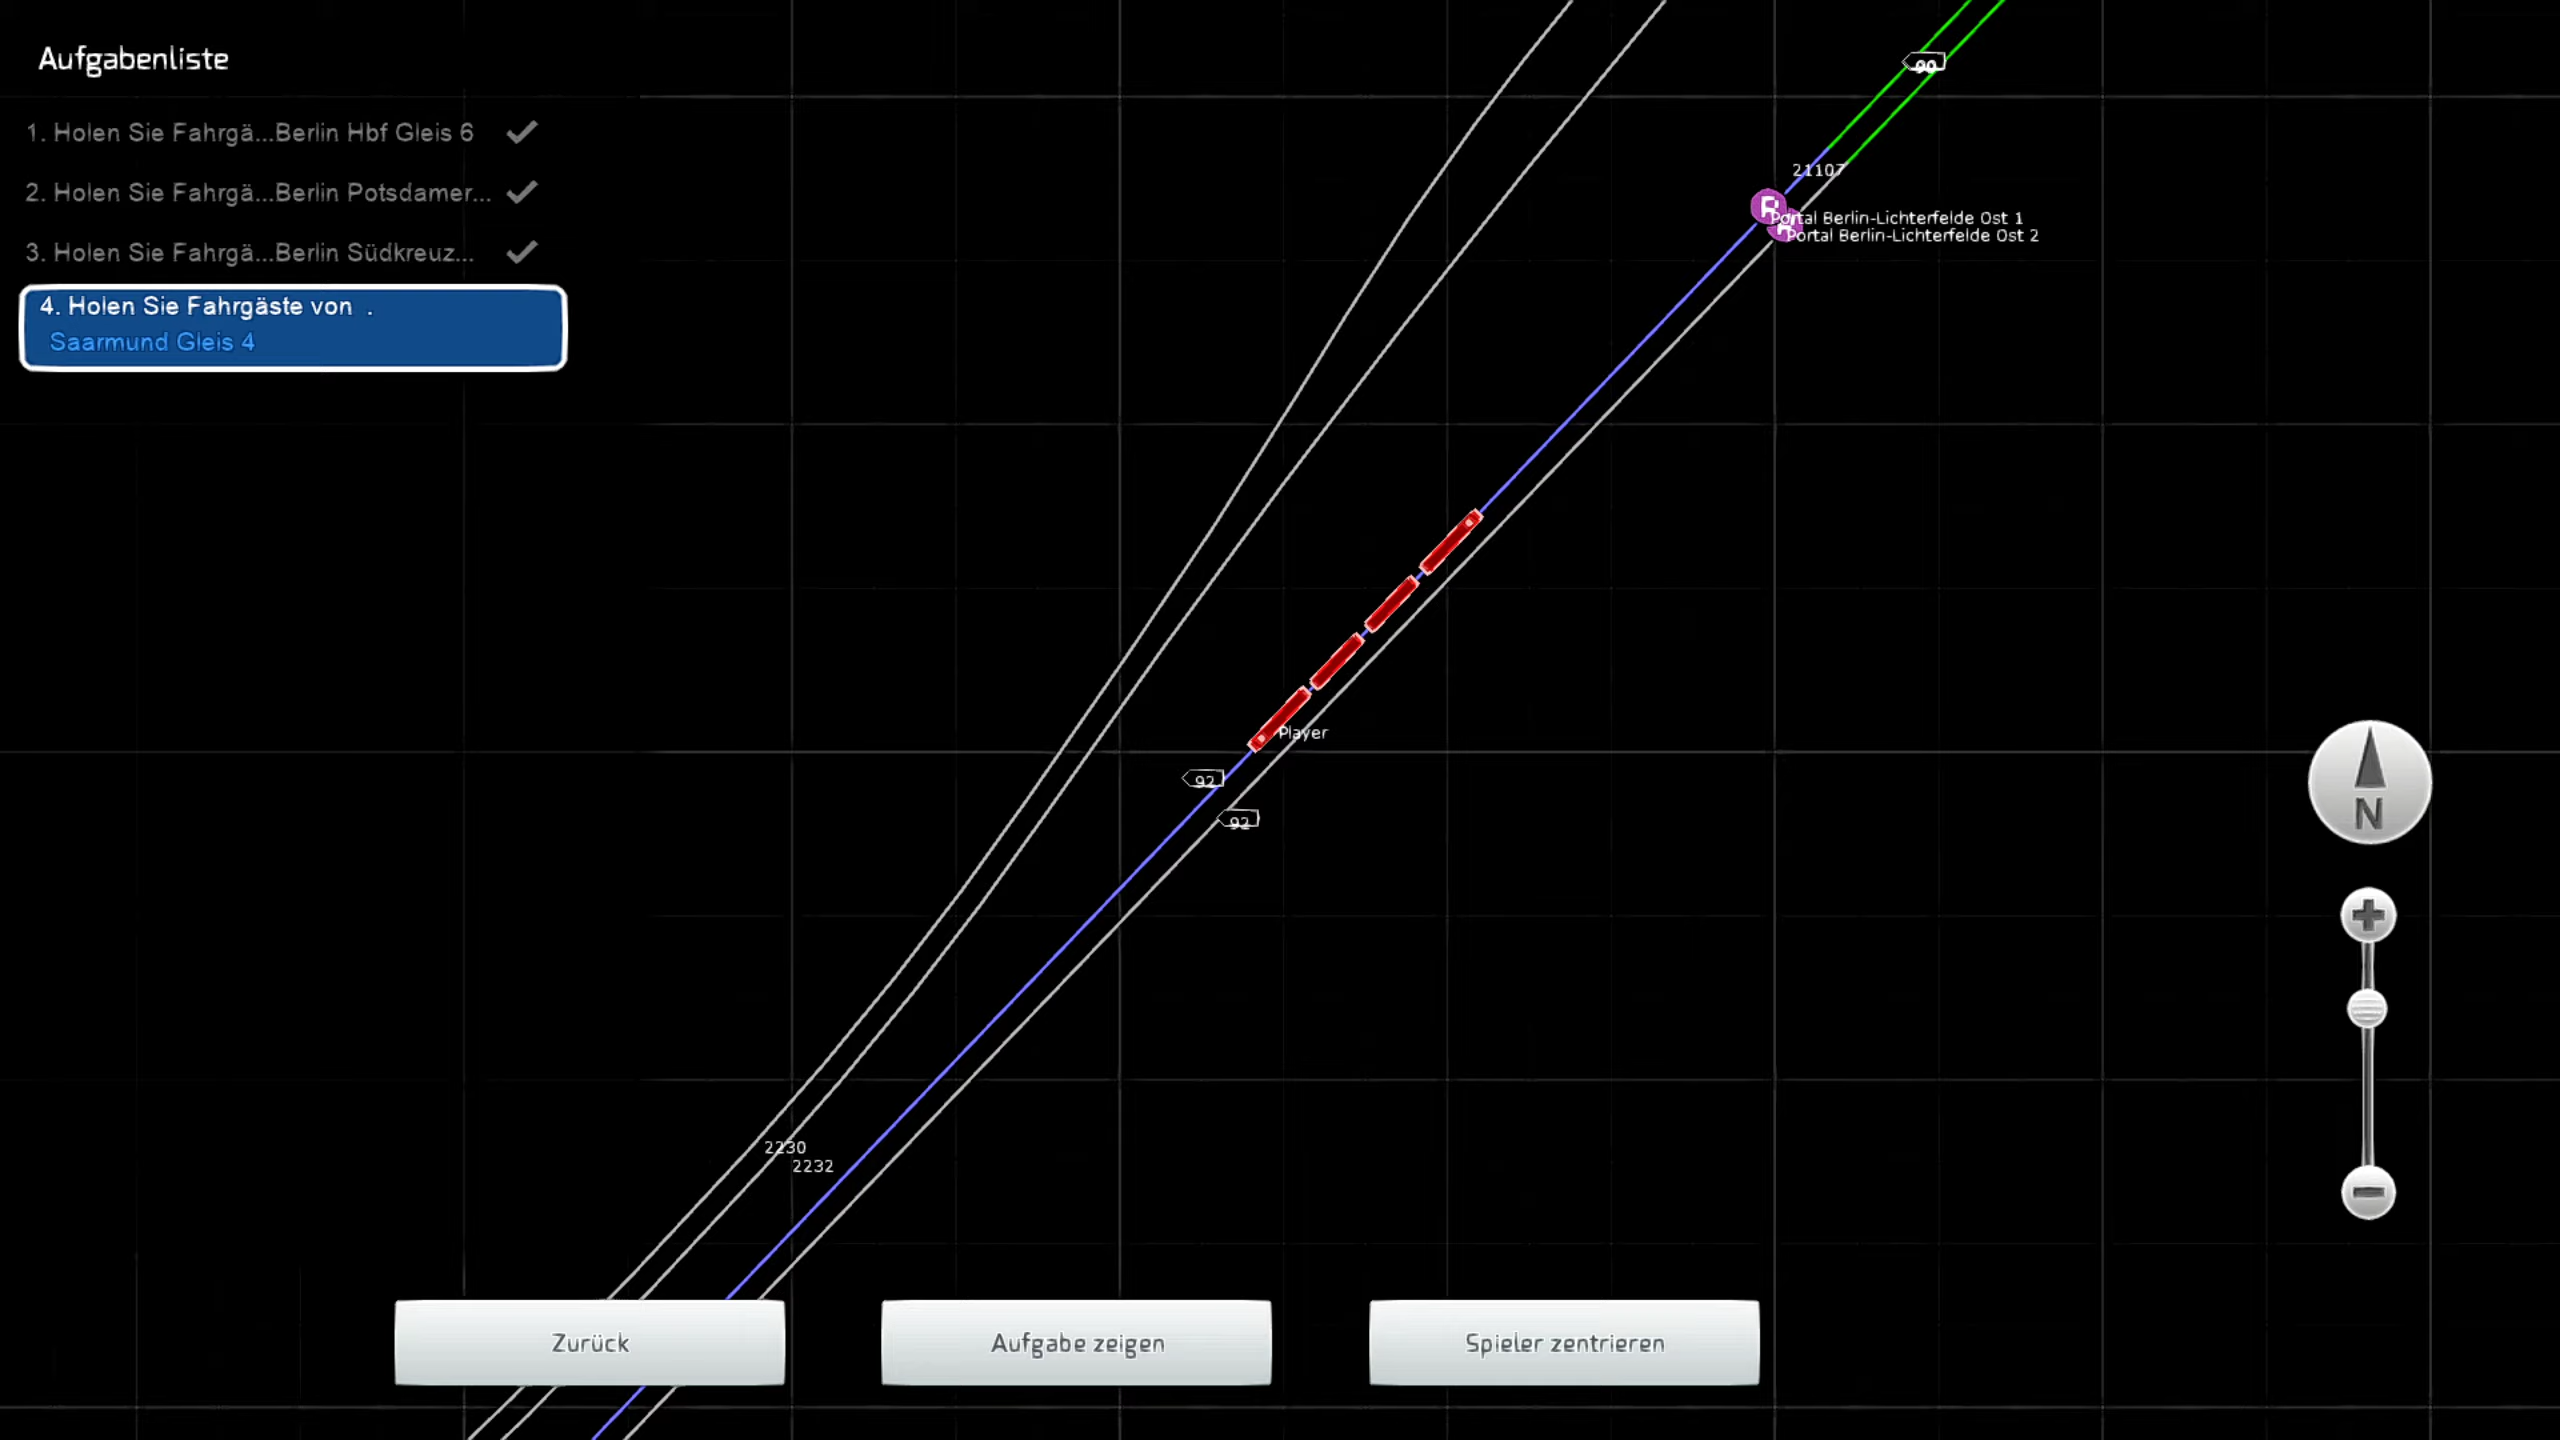 Aufgabenliste
1. Holen Sie Fahrgä...Berlin Hbf Gleis 6
2. Holen Sie Fahrgä...Berlin Potsdamer...
3. Holen Sie Fahrgä...Berlin Südkreuz...
4. Holen Sie Fahrgäste von .
Saarmund Gleis 4
90
21107
R
Portal Berlin-Lichterfelde Ost 1
R
Portal Berlin-Lichterfelde Ost 2
Player
92
92
N
2230
2232
Zurück
Aufgabe zeigen
Spieler zentrieren